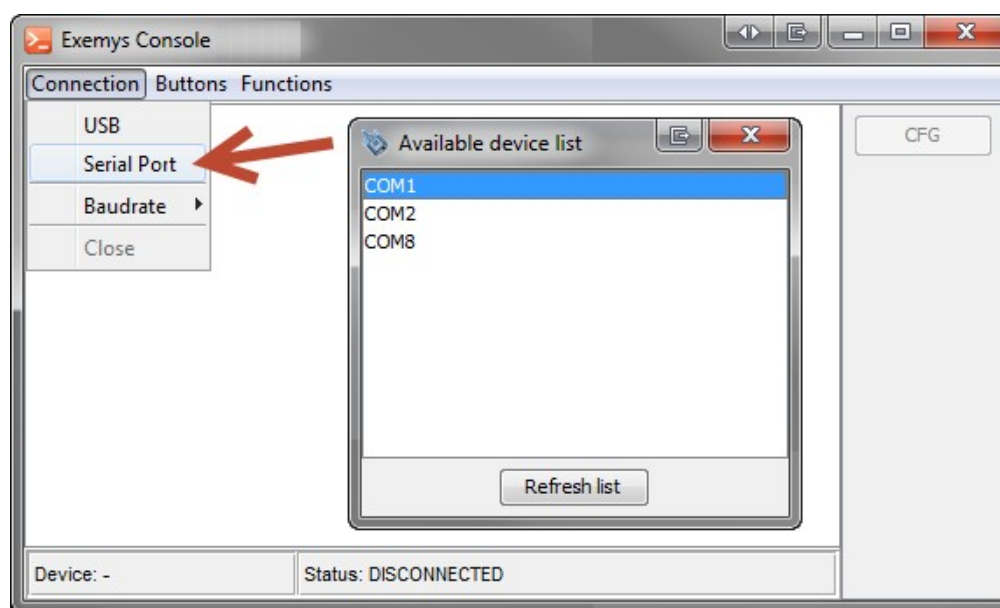 Exemys Console
Connection Buttons Functions
USB
Serial Port
Baudrate
Close
Available device list
COM1
COM2
COM8
Refresh list
CFG
Device: -
Status: DISCONNECTED